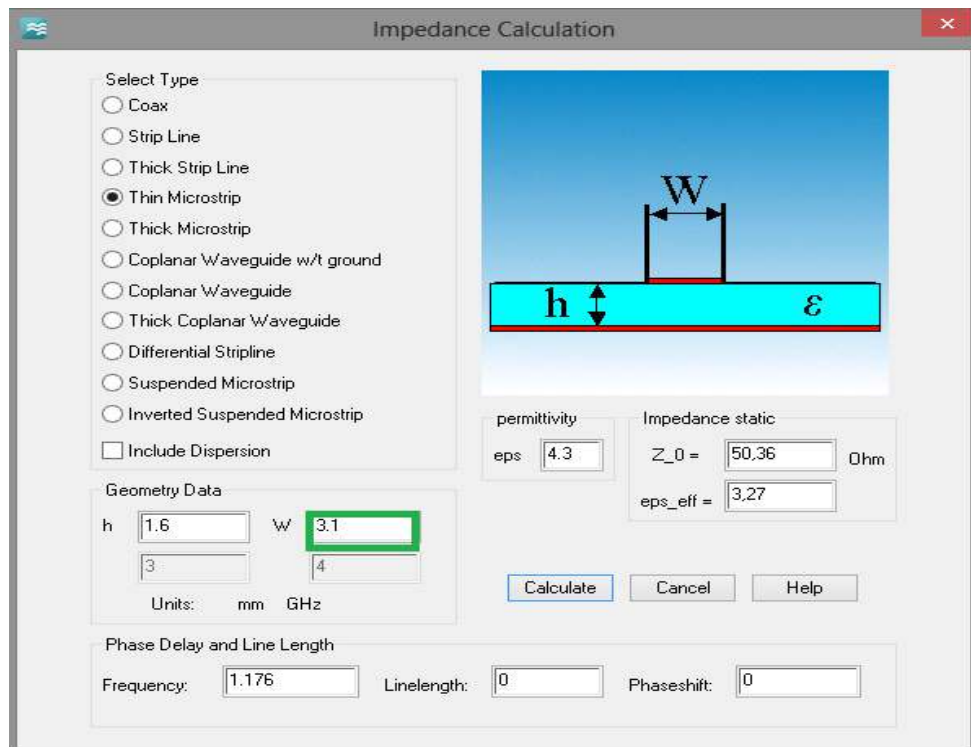 Impedance Calculation
Select Type
Coax
Strip Line
Thick Strip Line
Thin Microstrip
Thick Microstrip
Coplanar Waveguide w/t ground
Coplanar Waveguide
Thick Coplanar Waveguide
Differential Stripline
Suspended Microstrip
Inverted Suspended Microstrip
Include Dispersion
W
h ε
permittivity
eps 4.3
Impedance static
Z_0 = 50,36 Ohm
eps_eff = 3,27
Geometry Data
h 1.6 W 3.1
3 4
Units: mm GHz
Calculate Cancel Help
Phase Delay and Line Length
Frequency: 1.176 Linelength: 0 Phaseshift: 0